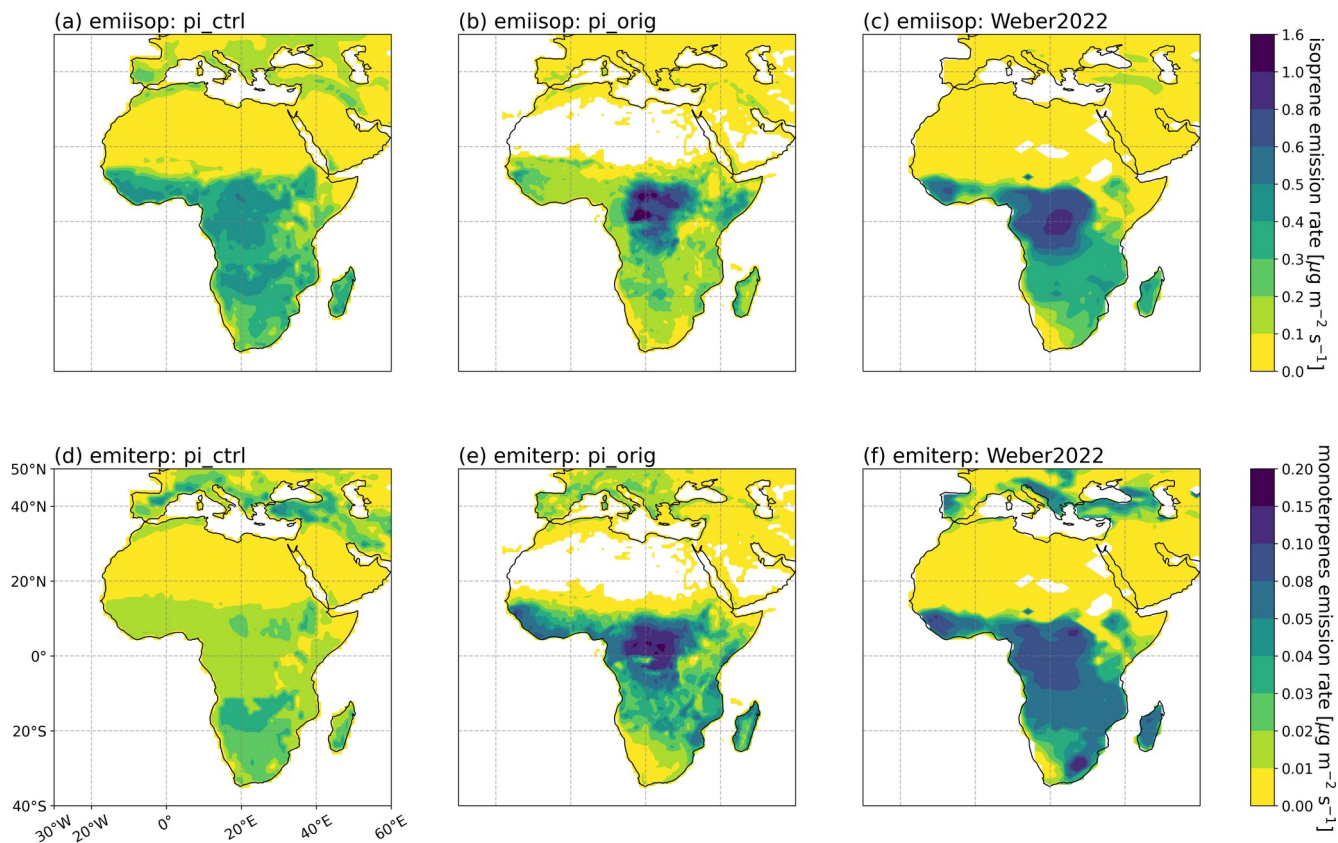 (a) emiisop: pi_ctrl
(b) emiisop: pi_orig
(c) emiisop: Weber2022
1.6
1.0
0.8
0.6
0.5
0.4
0.3
0.2
0.1
0.0
isoprene emission rate [μg m⁻² s⁻¹]
(d) emiterp: pi_ctrl
(e) emiterp: pi_orig
(f) emiterp: Weber2022
50°N
40°N
20°N
0°
20°S
40°S
30°W
20°W
0°
20°E
40°E
60°E
0.20
0.15
0.10
0.08
0.05
0.04
0.03
0.02
0.01
0.00
monoterpenes emission rate [μg m⁻² s⁻¹]